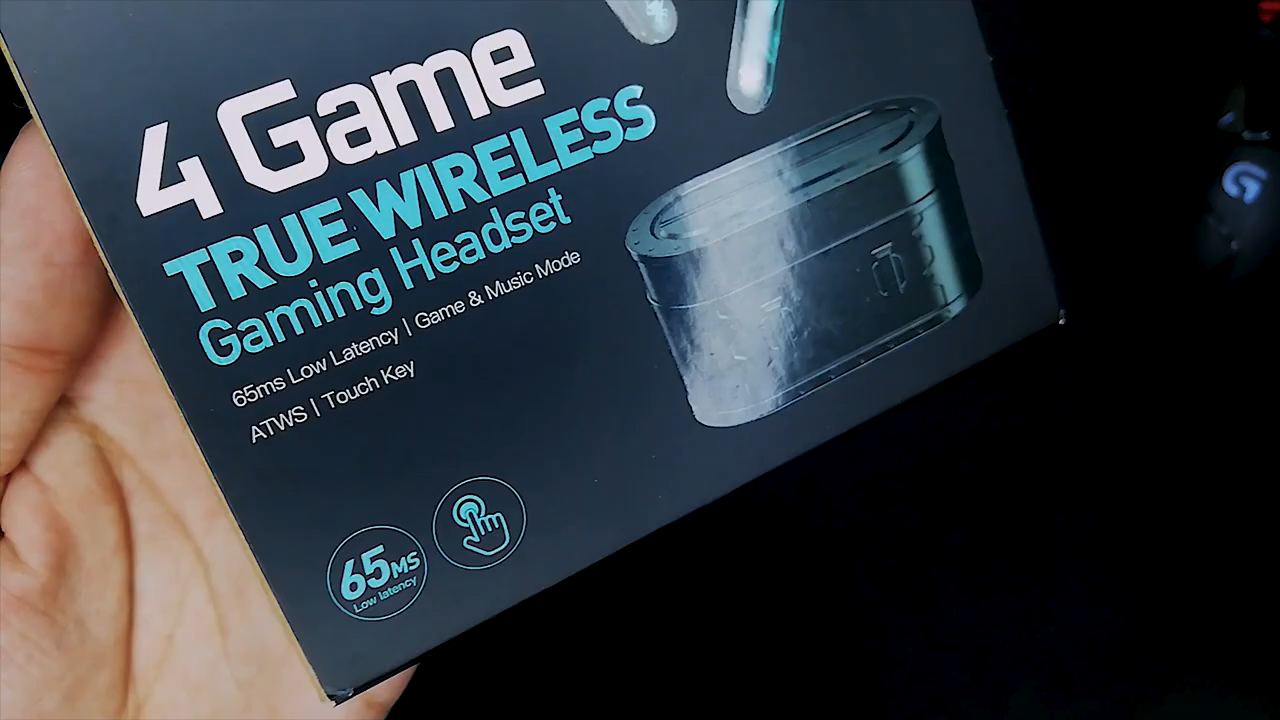 4 Game
TRUE WIRELESS
Gaming Headset
65ms Low Latency | Game & Music Mode
ATWS | Touch Key
65MS
Low latency